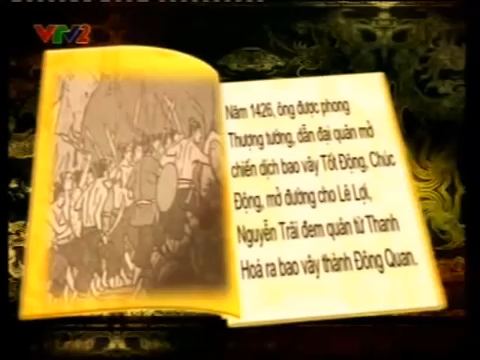 VTV2
Năm 1426, ông được phong
Thượng tướng, dẫn đại quân mở
chiến dịch bao vây Tốt Động, Chúc
Động, mở đường cho Lê Lợi,
Nguyễn Trãi đem quân từ Thanh
Hoá ra bao vây thành Đông Quan.